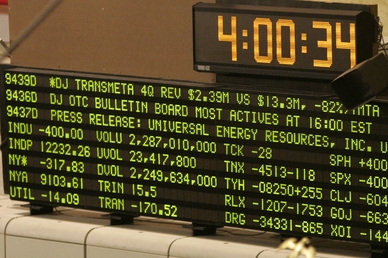 4:00:34
9439D *DJ TRANSMETA 4Q REV $2.39M VS $13.3M, -82%/TMTA
9436D DJ OTC BULLETIN BOARD MOST ACTIVES AT 16:00 EST
9437D PRESS RELEASE: UNIVERSAL ENERGY RESOURCES, INC. U
INDU -400.00 VOLU 2,287,010,000 TCK -28 SPH +400
INDP 12232.26 UVOL 23,417,800 TNX -4513-118 SPX -400
NY* -317.83 DVOL 2,249,634,000 TYH -08250+255 CLJ -604
NYA 9103.61 TRIN 15.5 RLX -1207-1753 GOJ -663
UTIL -14.09 TRAN -170.52 DRG -34331-865 XOI -144